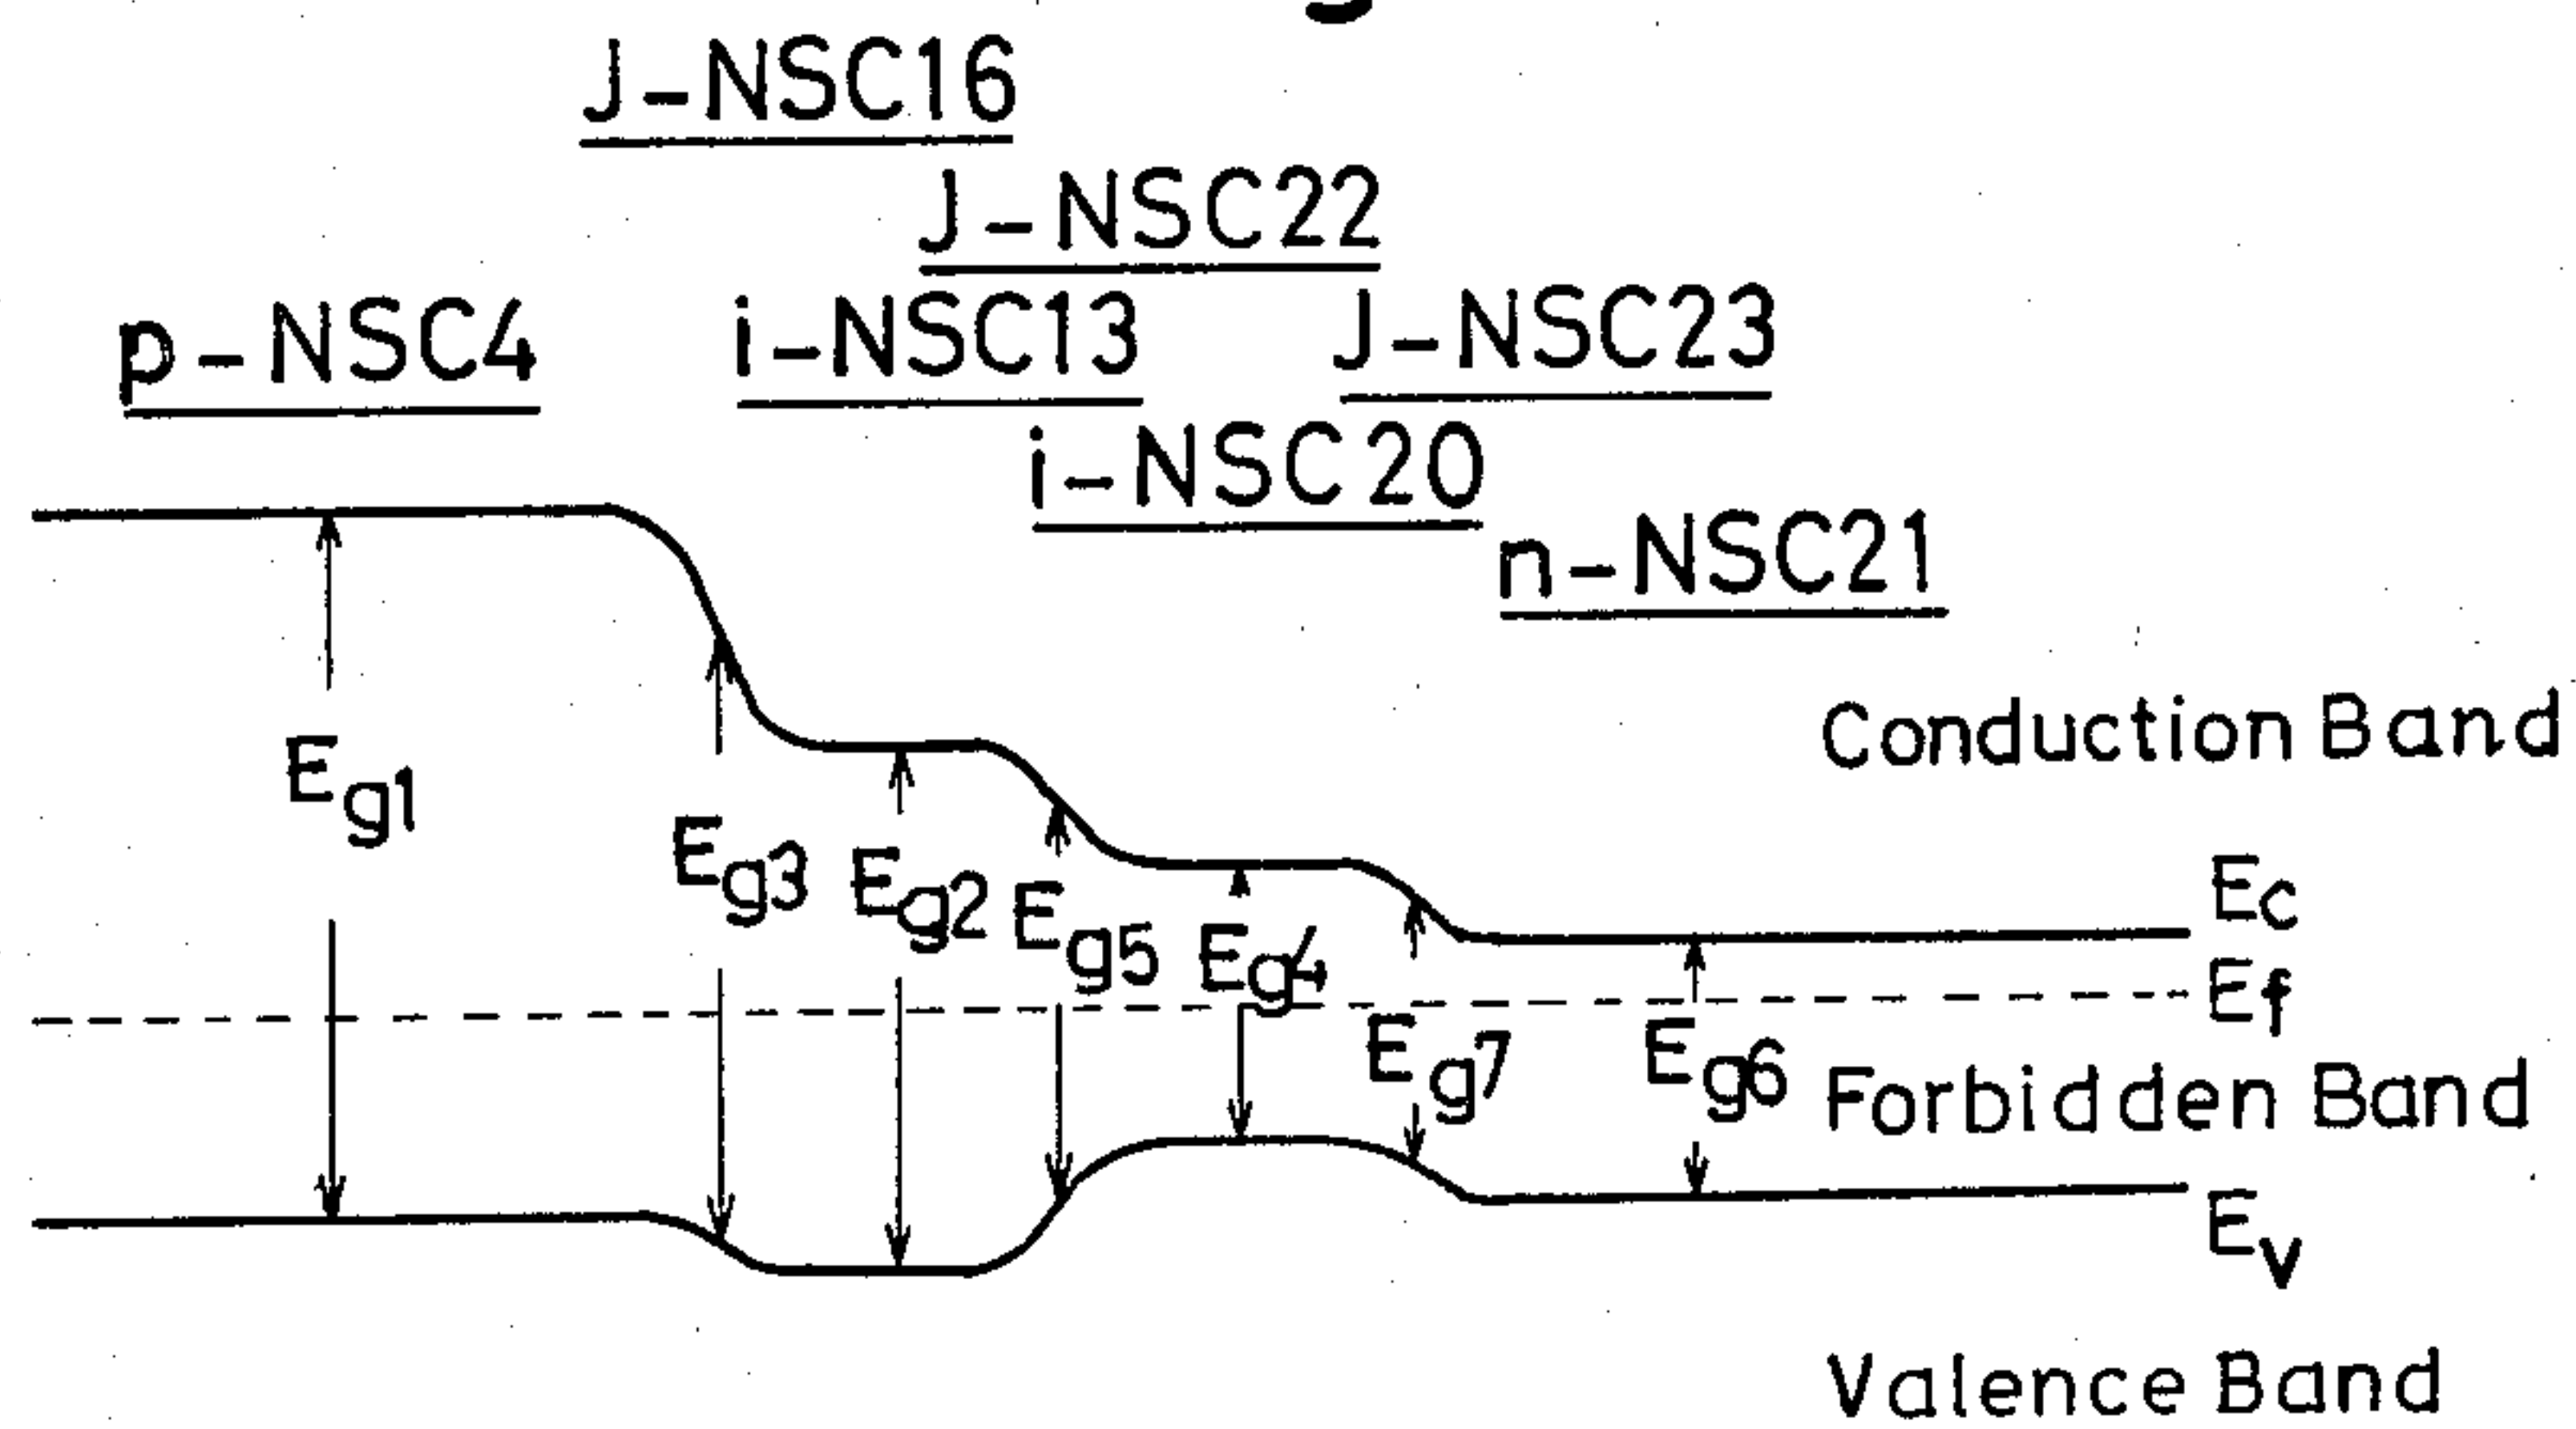 J-NSC16
J-NSC22
p-NSC4
i-NSC13
J-NSC23
i-NSC20
n-NSC21
Conduction Band
Eg1
Eg3
Eg2
Eg5
Eg4
Ec
Ef
Eg7
Eg6
Forbidden Band
Ev
Valence Band